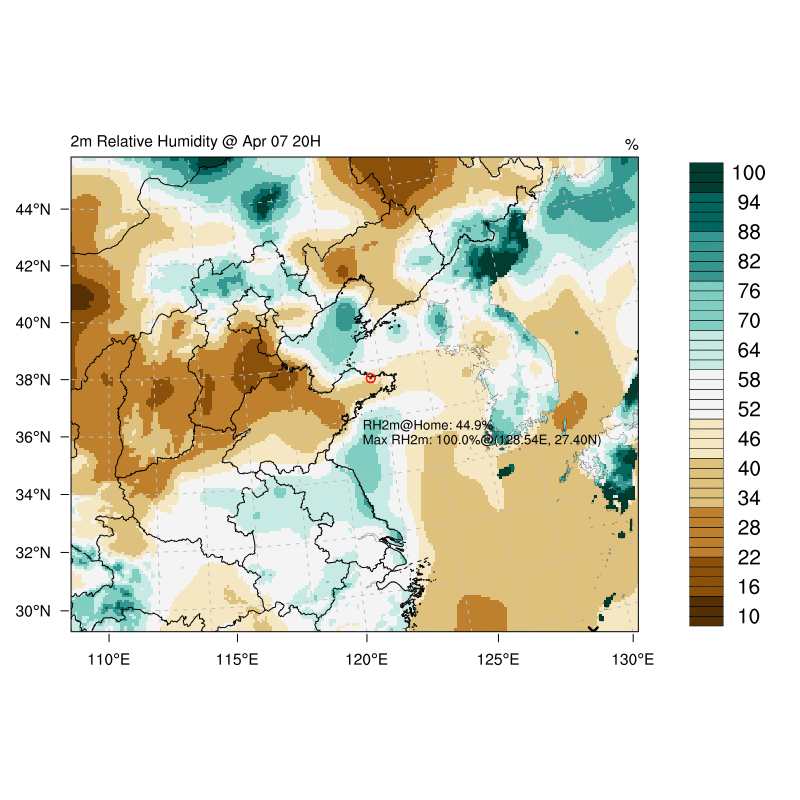 2m Relative Humidity @ Apr 07 20H
%
100
94
88
82
76
70
64
58
52
46
40
34
28
22
16
10
44°N
42°N
40°N
38°N
36°N
34°N
32°N
30°N
RH2m@Home: 44.9%
Max RH2m: 100.0%@(128.54E, 27.40N)
110°E 115°E 120°E 125°E 130°E